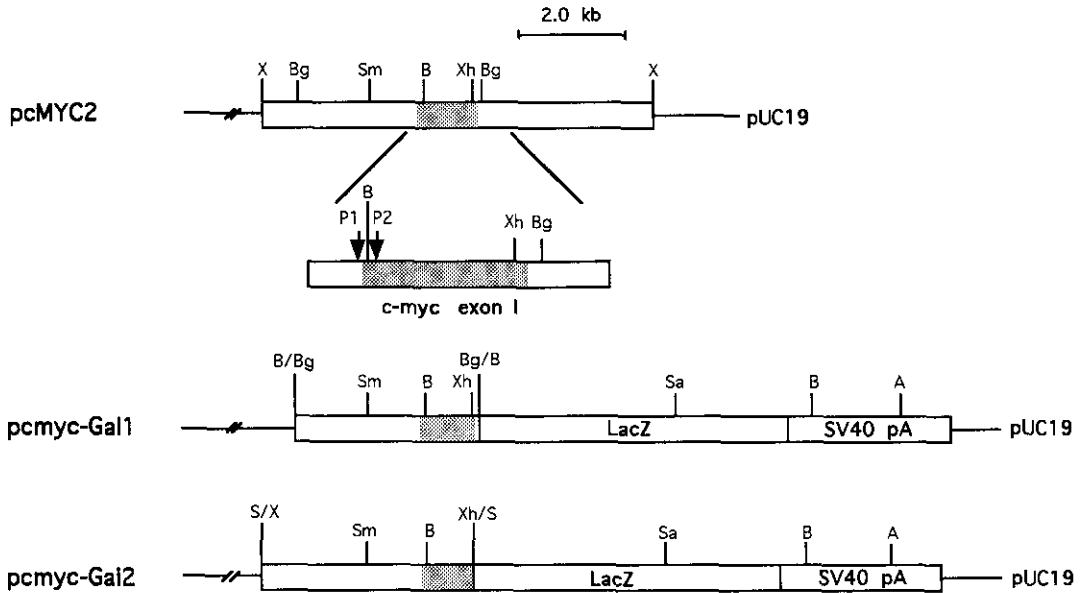 2.0 kb
X Bg Sm B Xh Bg X
pcMYC2 pUC19
B
P1 P2 Xh Bg
c-myc exon I
B/Bg Sm B Xh Bg/B Sa B A
pcmyc-Gal1 LacZ SV40 pA pUC19
S/X Sm B Xh/S Sa B A
pcmyc-Gal2 LacZ SV40 pA pUC19